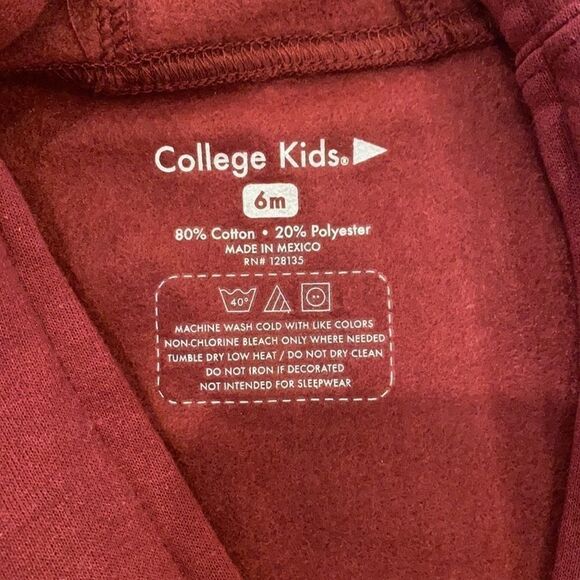 College Kids®
6m
80% Cotton • 20% Polyester
MADE IN MEXICO
RN# 128135
40°
MACHINE WASH COLD WITH LIKE COLORS
NON-CHLORINE BLEACH ONLY WHERE NEEDED
TUMBLE DRY LOW HEAT / DO NOT DRY CLEAN
DO NOT IRON IF DECORATED
NOT INTENDED FOR SLEEPWEAR